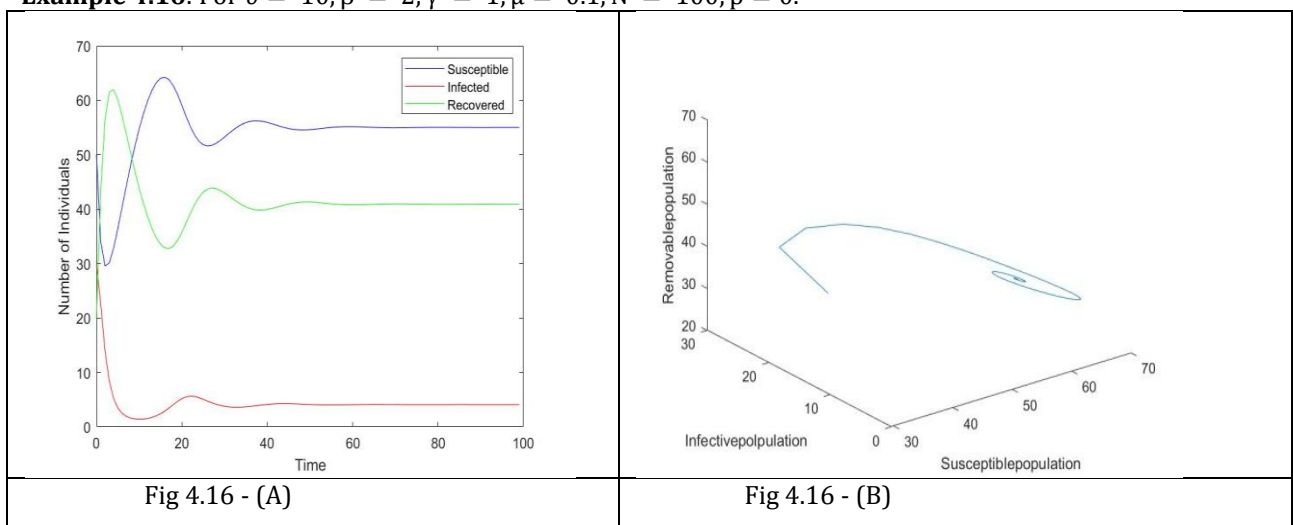 70
60
50
40
30
20
10
0
0 20 40 60 80 100
Number of Individuals
Time
Susceptible
Infected
Recovered
70
60
50
40
30
20
Removablepopulation
30
20
10
0
Infectivepolpulation
30
40
50
60
70
Susceptiblepopulation
Fig 4.16 - (A)
Fig 4.16 - (B)